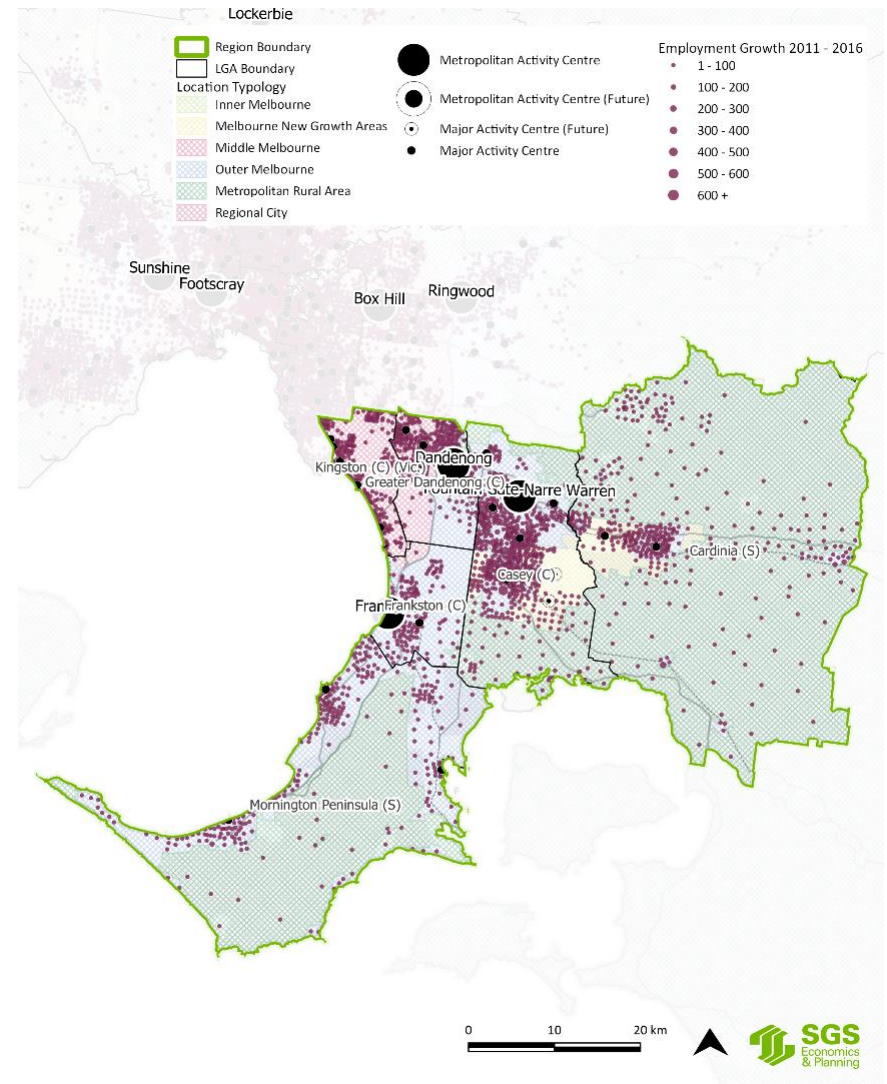 Lockerbie
Region Boundary
LGA Boundary
Location Typology
Inner Melbourne
Melbourne New Growth Areas
Middle Melbourne
Outer Melbourne
Metropolitan Rural Area
Regional City
Metropolitan Activity Centre
Metropolitan Activity Centre (Future)
Major Activity Centre (Future)
Major Activity Centre
Employment Growth 2011 - 2016
1 - 100
100 - 200
200 - 300
300 - 400
400 - 500
500 - 600
600 +
Sunshine
Footscray
Box Hill
Ringwood
Dandenong
Kingston (C) (Vic.)
Greater Dandenong (C)
Narre Warren
Cardinia (S)
Casey (C)
Frankston (C)
Mornington Peninsula (S)
0 10 20 km
SGS
Economics
& Planning